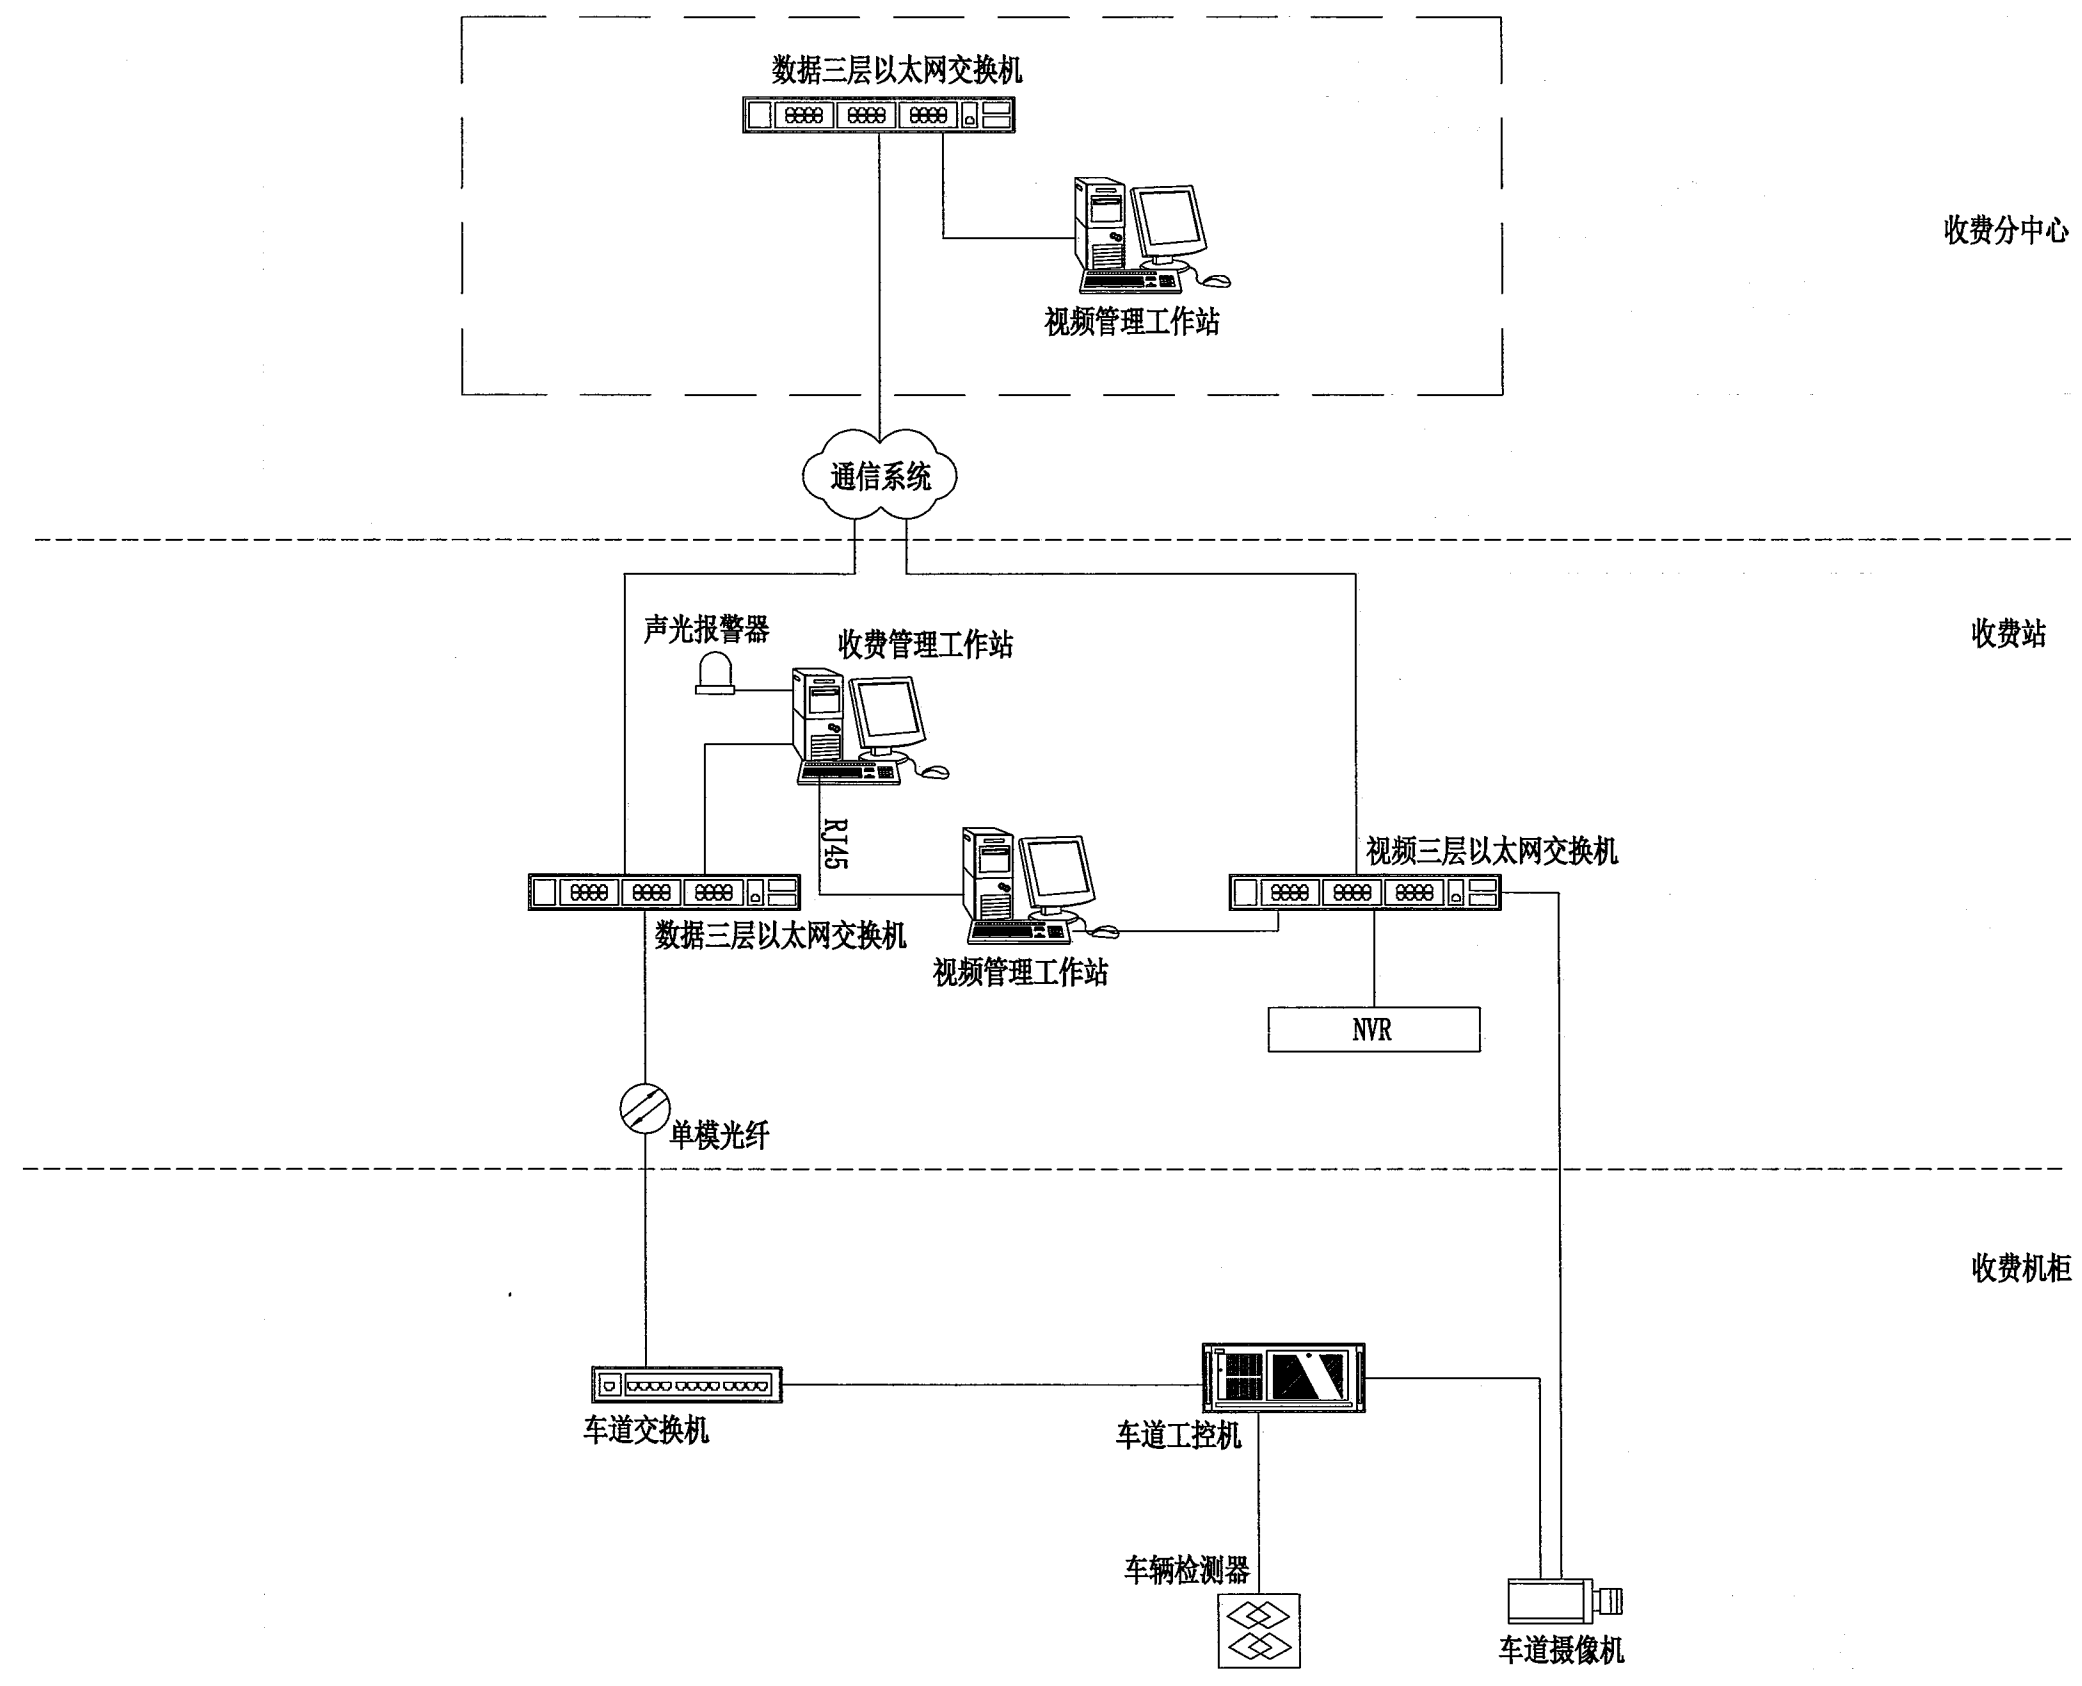 数据三层以太网交换机
收费分中心
视频管理工作站
通信系统
声光报警器
收费管理工作站
收费站
RJ45
视频三层以太网交换机
数据三层以太网交换机
视频管理工作站
NVR
单模光纤
收费机柜
车道交换机
车道工控机
车辆检测器
车道摄像机